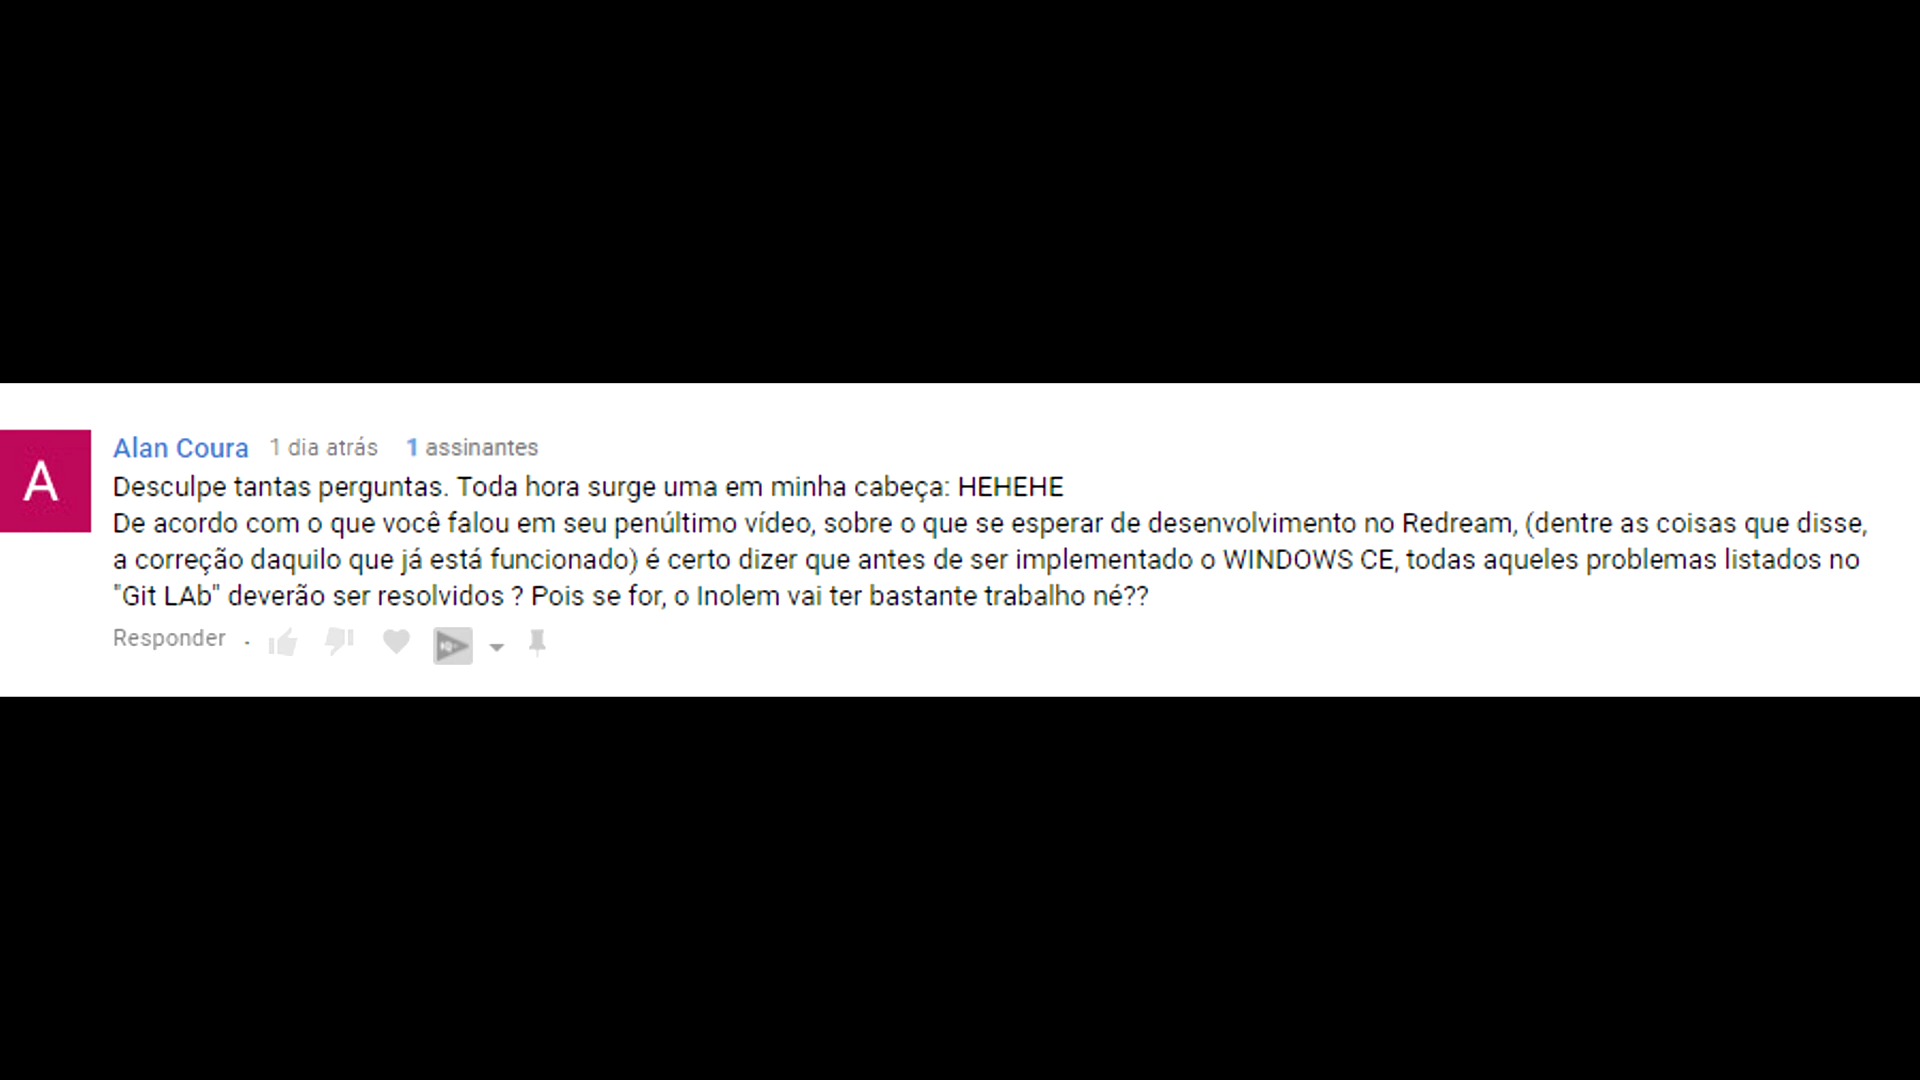 A
Alan Coura 1 dia atrás 1 assinantes
Desculpe tantas perguntas. Toda hora surge uma em minha cabeça: HEHEHE
De acordo com o que você falou em seu penúltimo vídeo, sobre o que se esperar de desenvolvimento no Redream, (dentre as coisas que disse,
a correção daquilo que já está funcionado) é certo dizer que antes de ser implementado o WINDOWS CE, todas aqueles problemas listados no
"Git LAb" deverão ser resolvidos ? Pois se for, o Inolem vai ter bastante trabalho né??
Responder .